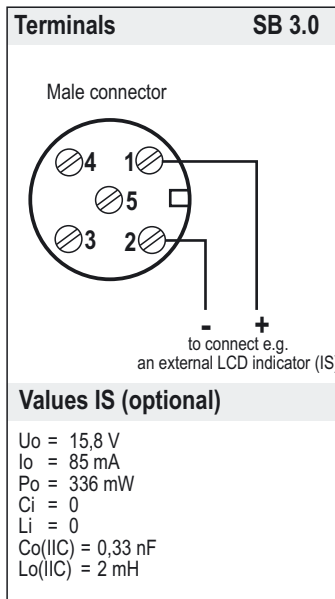 Terminals SB 3.0
Male connector
4 1
5
3 2
- +
to connect e.g.
an external LCD indicator (IS)
Values IS (optional)
Uo = 15,8 V
Io = 85 mA
Po = 336 mW
Ci = 0
Li = 0
Co(IIC) = 0,33 nF
Lo(IIC) = 2 mH